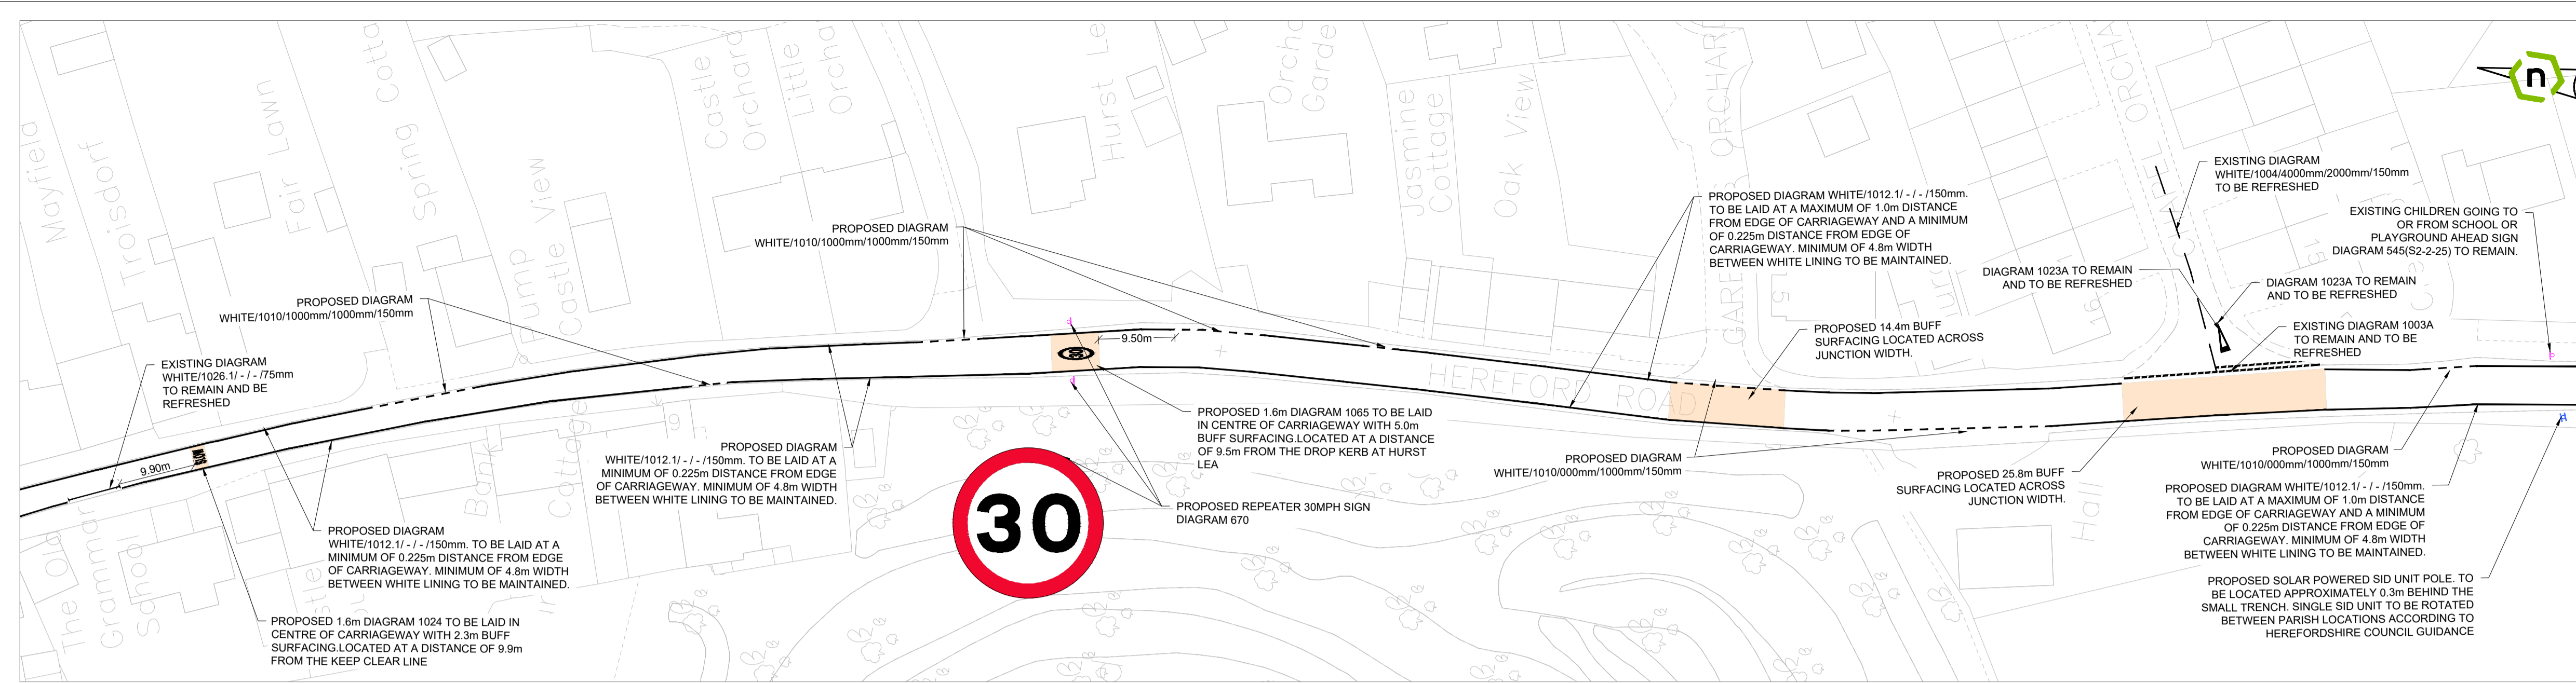 Mayfield
Troisdorf
Fair Lawn
Spring Cotta
Pump
Castle View
Castle
Orchard
Little
Orcha
Hurst Le
Orcha
Garde
Jasmine
Cottage
Oak View
ORCHAR
GARE
ORCHA
n
PROPOSED DIAGRAM
WHITE/1010/1000mm/1000mm/150mm
PROPOSED DIAGRAM
WHITE/1010/1000mm/1000mm/150mm
EXISTING DIAGRAM
WHITE/1026.1/ - / - /75mm
TO REMAIN AND BE
REFRESHED
9.90m
9.50m
30
HEREFORD ROAD
PROPOSED DIAGRAM WHITE/1012.1/ - / - /150mm.
TO BE LAID AT A MAXIMUM OF 1.0m DISTANCE
FROM EDGE OF CARRIAGEWAY AND A MINIMUM
OF 0.225m DISTANCE FROM EDGE OF
CARRIAGEWAY. MINIMUM OF 4.8m WIDTH
BETWEEN WHITE LINING TO BE MAINTAINED.
EXISTING DIAGRAM
WHITE/1004/4000mm/2000mm/150mm
TO BE REFRESHED
EXISTING CHILDREN GOING TO
OR FROM SCHOOL OR
PLAYGROUND AHEAD SIGN
DIAGRAM 545(S2-2-25) TO REMAIN.
DIAGRAM 1023A TO REMAIN
AND TO BE REFRESHED
DIAGRAM 1023A TO REMAIN
AND TO BE REFRESHED
PROPOSED 14.4m BUFF
SURFACING LOCATED ACROSS
JUNCTION WIDTH.
EXISTING DIAGRAM 1003A
TO REMAIN AND TO BE
REFRESHED
5
16
15
6
PROPOSED 1.6m DIAGRAM 1065 TO BE LAID
IN CENTRE OF CARRIAGEWAY WITH 5.0m
BUFF SURFACING.LOCATED AT A DISTANCE
OF 9.5m FROM THE DROP KERB AT HURST
LEA
PROPOSED DIAGRAM
WHITE/1012.1/ - / - /150mm. TO BE LAID AT A
MINIMUM OF 0.225m DISTANCE FROM EDGE
OF CARRIAGEWAY. MINIMUM OF 4.8m WIDTH
BETWEEN WHITE LINING TO BE MAINTAINED.
30
PROPOSED REPEATER 30MPH SIGN
DIAGRAM 670
PROPOSED DIAGRAM
WHITE/1010/000mm/1000mm/150mm
PROPOSED 25.8m BUFF
SURFACING LOCATED ACROSS
JUNCTION WIDTH.
Hall
PROPOSED DIAGRAM
WHITE/1010/000mm/1000mm/150mm
PROPOSED DIAGRAM WHITE/1012.1/ - / - /150mm.
TO BE LAID AT A MAXIMUM OF 1.0m DISTANCE
FROM EDGE OF CARRIAGEWAY AND A MINIMUM
OF 0.225m DISTANCE FROM EDGE OF
CARRIAGEWAY. MINIMUM OF 4.8m WIDTH
BETWEEN WHITE LINING TO BE MAINTAINED.
PROPOSED SOLAR POWERED SID UNIT POLE. TO
BE LOCATED APPROXIMATELY 0.3m BEHIND THE
SMALL TRENCH. SINGLE SID UNIT TO BE ROTATED
BETWEEN PARISH LOCATIONS ACCORDING TO
HEREFORDSHIRE COUNCIL GUIDANCE
PROPOSED DIAGRAM
WHITE/1012.1/ - / - /150mm. TO BE LAID AT A
MINIMUM OF 0.225m DISTANCE FROM EDGE
OF CARRIAGEWAY. MINIMUM OF 4.8m WIDTH
BETWEEN WHITE LINING TO BE MAINTAINED.
PROPOSED 1.6m DIAGRAM 1024 TO BE LAID IN
CENTRE OF CARRIAGEWAY WITH 2.3m BUFF
SURFACING.LOCATED AT A DISTANCE OF 9.9m
FROM THE KEEP CLEAR LINE
The Old
Grammar
School
Bank
Cottage